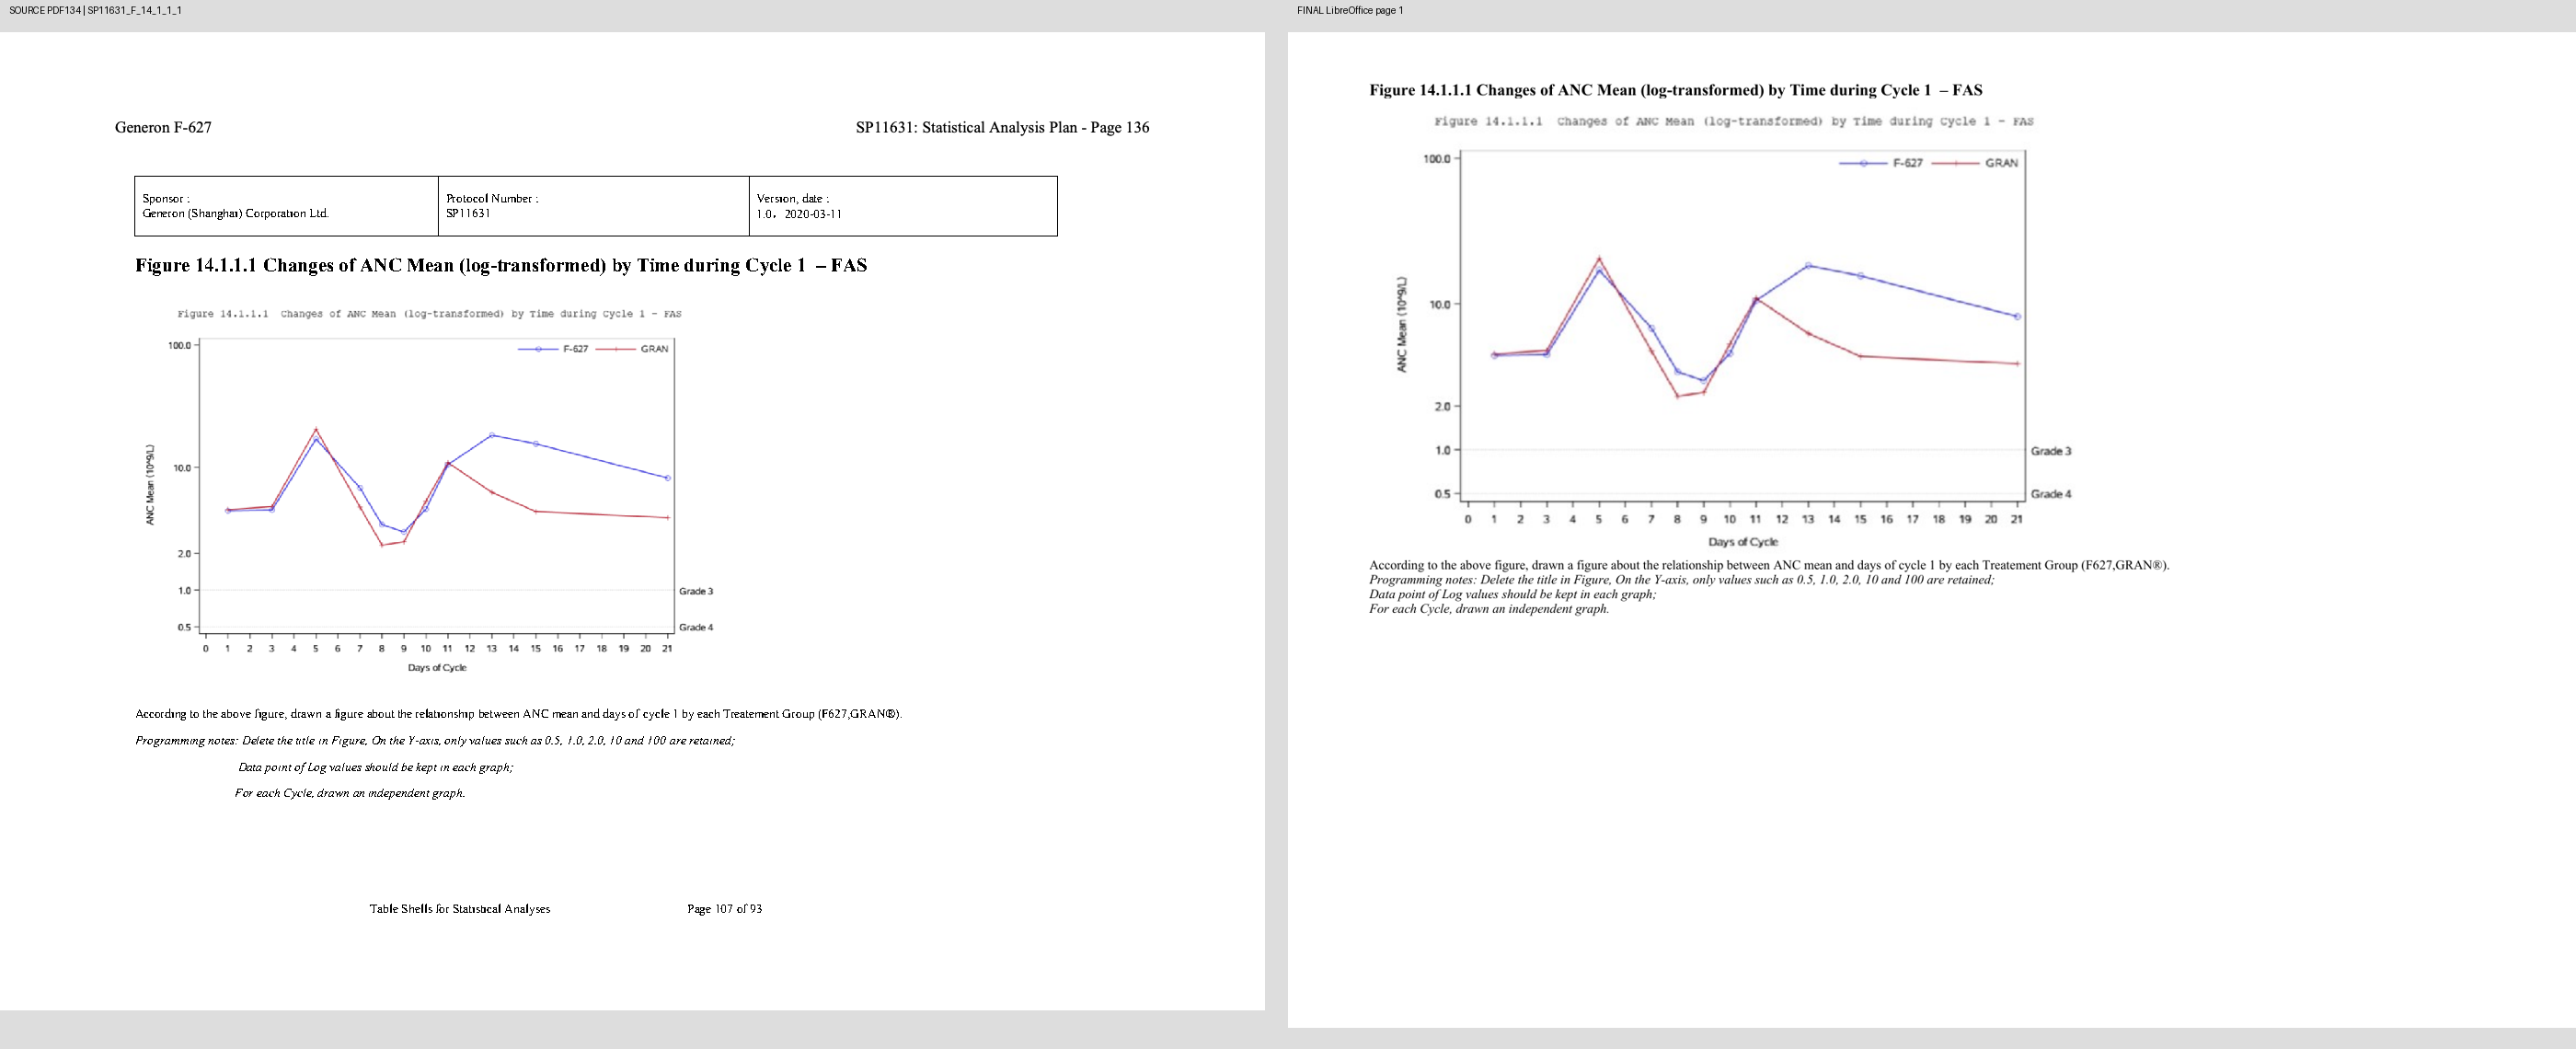 SOURCE PDF134 | SP11631_F_14_1_1_1
Generon F-627
SP11631: Statistical Analysis Plan - Page 136
Sponsor :
Generon (Shanghai) Corporation Ltd.
Protocol Number :
SP11631
Version, date :
1.0，2020-03-11
Figure 14.1.1.1 Changes of ANC Mean (log-transformed) by Time during Cycle 1 – FAS
Figure 14.1.1.1 Changes of ANC Mean (log-transformed) by Time during Cycle 1 - FAS
100.0
F-627
GRAN
ANC Mean (10^9/L)
10.0
2.0
1.0
Grade 3
0.5
Grade 4
0 1 2 3 4 5 6 7 8 9 10 11 12 13 14 15 16 17 18 19 20 21
Days of Cycle
According to the above figure, drawn a figure about the relationship between ANC mean and days of cycle 1 by each Treatement Group (F627,GRAN®).
Programming notes: Delete the title in Figure, On the Y-axis, only values such as 0.5, 1.0, 2.0, 10 and 100 are retained;
Data point of Log values should be kept in each graph;
For each Cycle, drawn an independent graph.
Table Shells for Statistical Analyses
Page 107 of 93
FINAL LibreOffice page 1
Figure 14.1.1.1 Changes of ANC Mean (log-transformed) by Time during Cycle 1 – FAS
Figure 14.1.1.1 Changes of ANC Mean (log-transformed) by Time during Cycle 1 - FAS
100.0
F-627
GRAN
ANC Mean (10^9/L)
10.0
2.0
1.0
Grade 3
0.5
Grade 4
0 1 2 3 4 5 6 7 8 9 10 11 12 13 14 15 16 17 18 19 20 21
Days of Cycle
According to the above figure, drawn a figure about the relationship between ANC mean and days of cycle 1 by each Treatement Group (F627,GRAN®).
Programming notes: Delete the title in Figure, On the Y-axis, only values such as 0.5, 1.0, 2.0, 10 and 100 are retained;
Data point of Log values should be kept in each graph;
For each Cycle, drawn an independent graph.